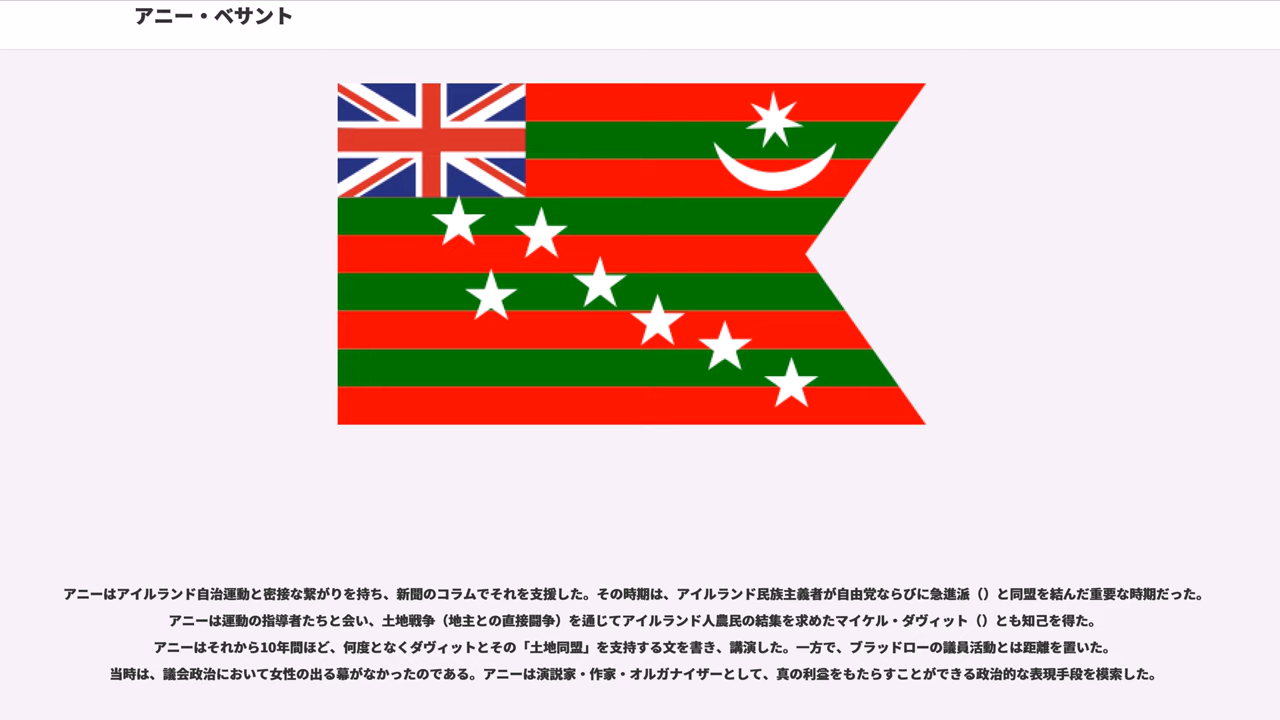 アニー・ベサント
アニーはアイルランド自治運動と密接な繋がりを持ち、新聞のコラムでそれを支援した。その時期は、アイルランド民族主義者が自由党ならびに急進派（）と同盟を結んだ重要な時期だった。
アニーは運動の指導者たちと会い、土地戦争（地主との直接闘争）を通じてアイルランド人農民の結集を求めたマイケル・ダヴィット（）とも知己を得た。
アニーはそれから10年間ほど、何度となくダヴィットとその「土地同盟」を支持する文を書き、講演した。一方で、ブラッドローの議員活動とは距離を置いた。
当時は、議会政治において女性の出る幕がなかったのである。アニーは演説家・作家・オルガナイザーとして、真の利益をもたらすことができる政治的な表現手段を模索した。